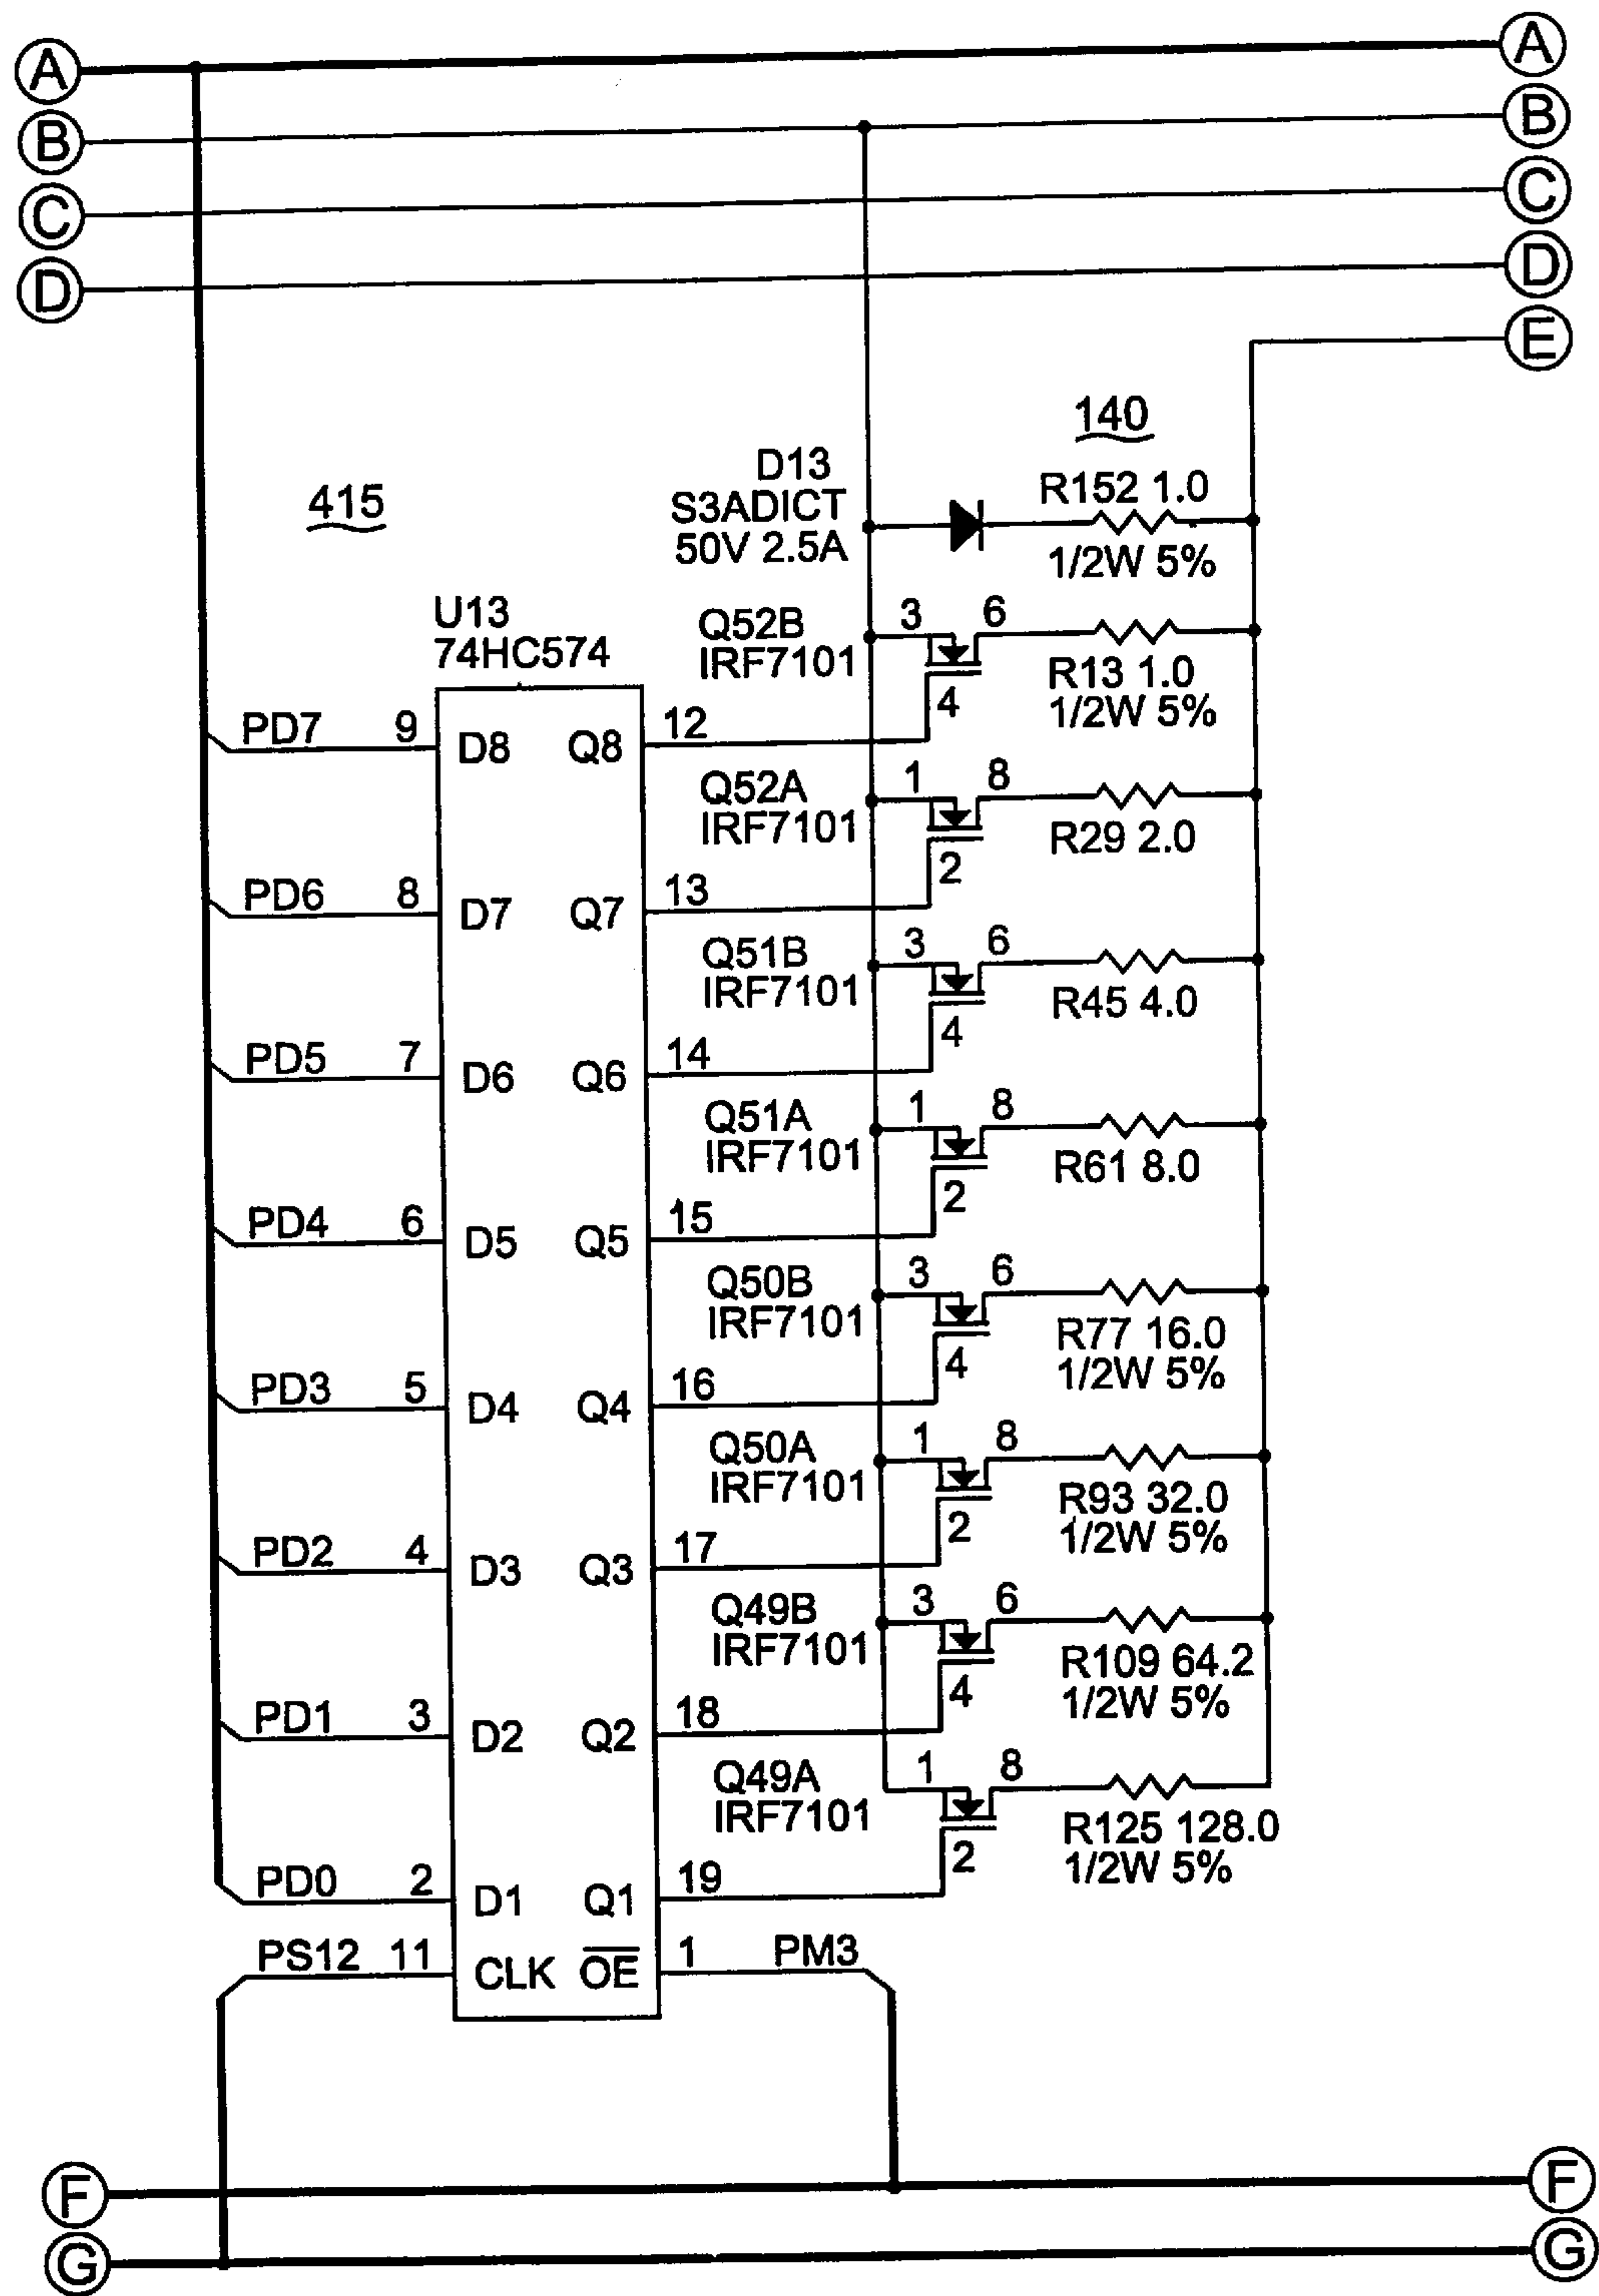 A A
B B
C C
D D
E
140
415
D13
S3ADICT
50V 2.5A
R152 1.0
1/2W 5%
U13
74HC574
Q52B
IRF7101
3 6
4
R13 1.0
1/2W 5%
PD7 9 D8 Q8 12
Q52A
IRF7101
1 8
2
R29 2.0
PD6 8 D7 Q7 13
Q51B
IRF7101
3 6
4
R45 4.0
PD5 7 D6 Q6 14
Q51A
IRF7101
1 8
2
R61 8.0
PD4 6 D5 Q5 15
Q50B
IRF7101
3 6
4
R77 16.0
1/2W 5%
PD3 5 D4 Q4 16
Q50A
IRF7101
1 8
2
R93 32.0
1/2W 5%
PD2 4 D3 Q3 17
Q49B
IRF7101
3 6
4
R109 64.2
1/2W 5%
PD1 3 D2 Q2 18
Q49A
IRF7101
1 8
2
R125 128.0
1/2W 5%
PD0 2 D1 Q1 19
PS12 11 CLK OE 1 PM3
F F
G G